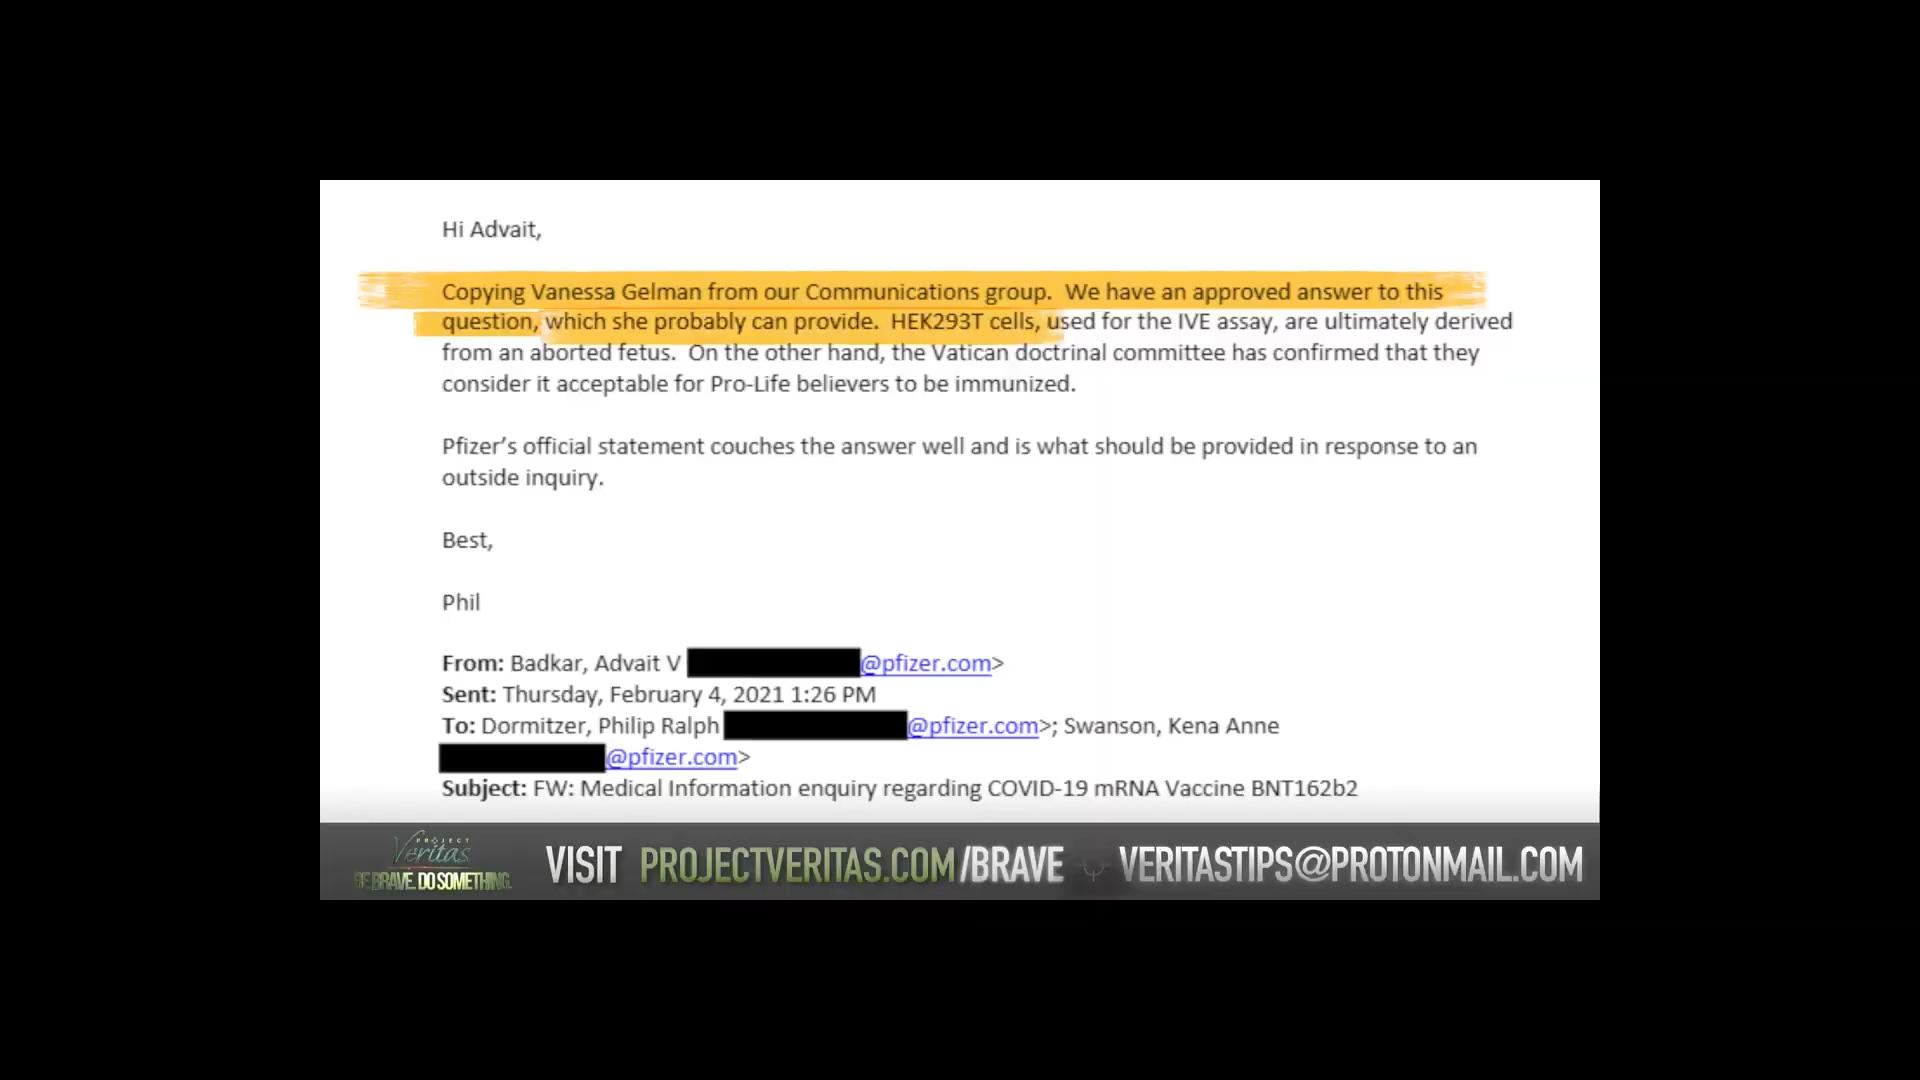 Hi Advait,
Copying Vanessa Gelman from our Communications group.  We have an approved answer to this
question, which she probably can provide.  HEK293T cells, used for the IVE assay, are ultimately derived
from an aborted fetus.  On the other hand, the Vatican doctrinal committee has confirmed that they
consider it acceptable for Pro-Life believers to be immunized.
Pfizer’s official statement couches the answer well and is what should be provided in response to an
outside inquiry.
Best,
Phil
From: Badkar, Advait V @pfizer.com>
Sent: Thursday, February 4, 2021 1:26 PM
To: Dormitzer, Philip Ralph @pfizer.com>; Swanson, Kena Anne
@pfizer.com>
Subject: FW: Medical Information enquiry regarding COVID-19 mRNA Vaccine BNT162b2
PROJECT
Veritas
BE BRAVE. DO SOMETHING.
VISIT PROJECTVERITAS.COM/BRAVE VERITASTIPS@PROTONMAIL.COM